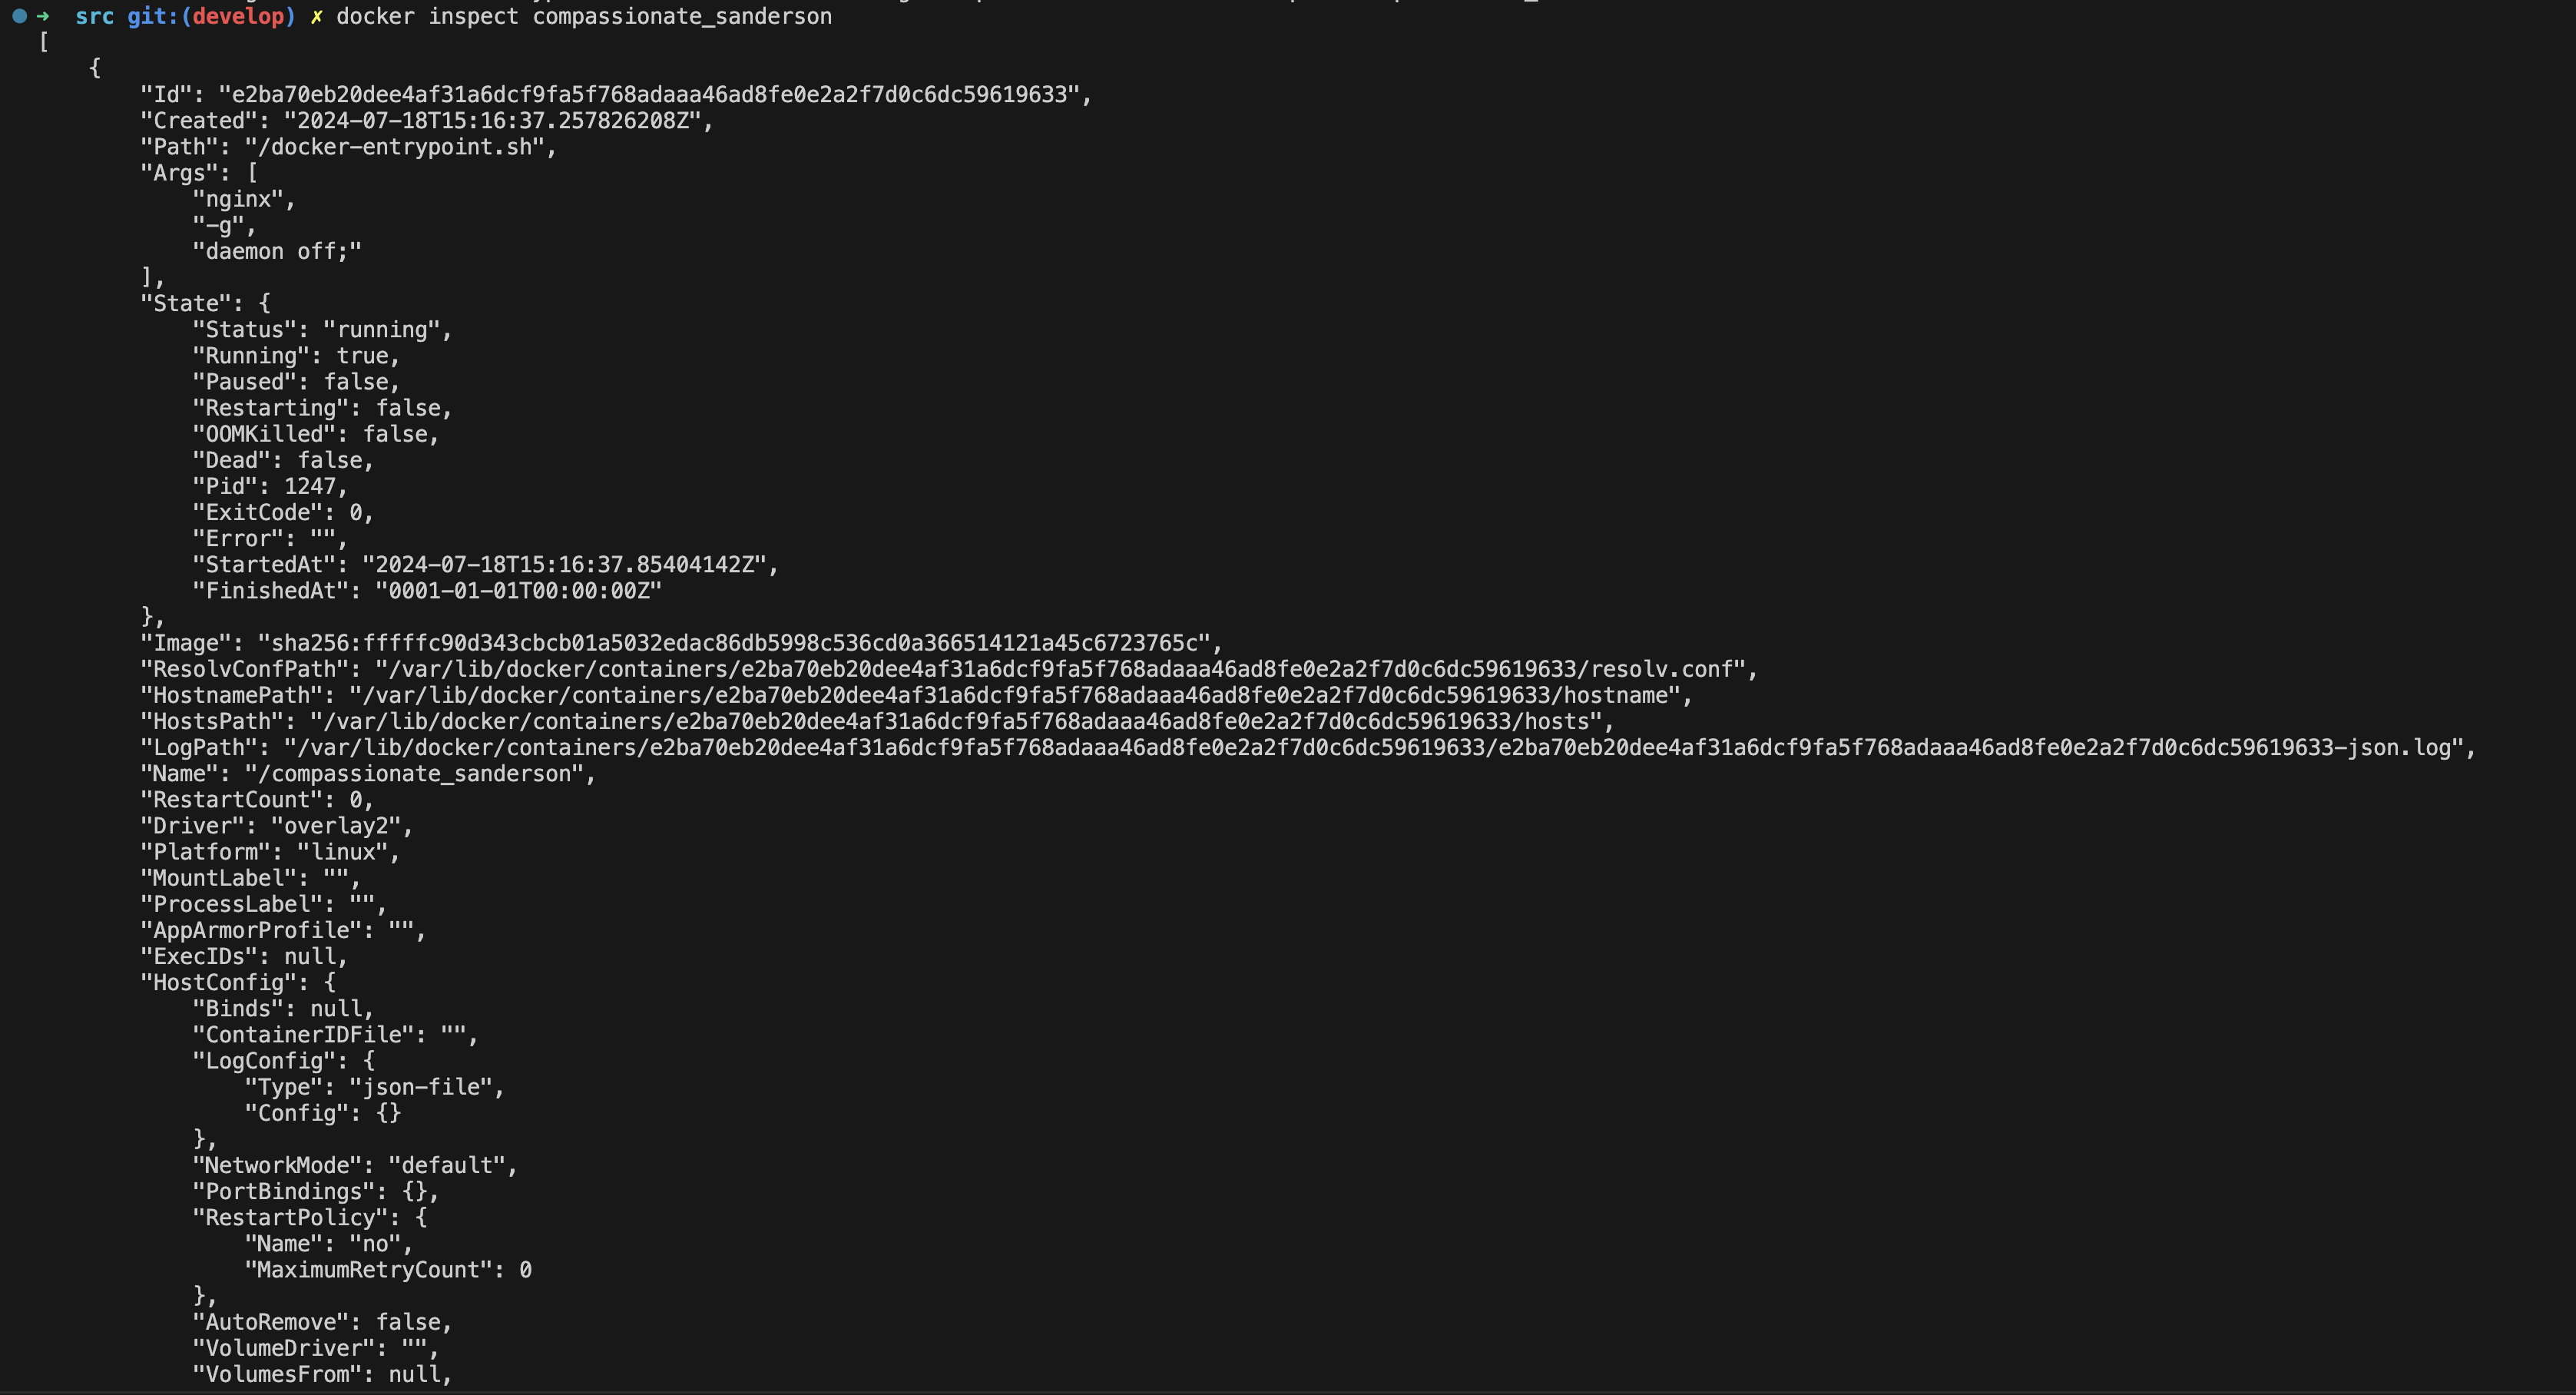 ➜ src git:(develop) ✗ docker inspect compassionate_sanderson
[
    {
        "Id": "e2ba70eb20dee4af31a6dcf9fa5f768adaaa46ad8fe0e2a2f7d0c6dc59619633",
        "Created": "2024-07-18T15:16:37.257826208Z",
        "Path": "/docker-entrypoint.sh",
        "Args": [
            "nginx",
            "-g",
            "daemon off;"
        ],
        "State": {
            "Status": "running",
            "Running": true,
            "Paused": false,
            "Restarting": false,
            "OOMKilled": false,
            "Dead": false,
            "Pid": 1247,
            "ExitCode": 0,
            "Error": "",
            "StartedAt": "2024-07-18T15:16:37.85404142Z",
            "FinishedAt": "0001-01-01T00:00:00Z"
        },
        "Image": "sha256:fffffc90d343cbcb01a5032edac86db5998c536cd0a366514121a45c6723765c",
        "ResolvConfPath": "/var/lib/docker/containers/e2ba70eb20dee4af31a6dcf9fa5f768adaaa46ad8fe0e2a2f7d0c6dc59619633/resolv.conf",
        "HostnamePath": "/var/lib/docker/containers/e2ba70eb20dee4af31a6dcf9fa5f768adaaa46ad8fe0e2a2f7d0c6dc59619633/hostname",
        "HostsPath": "/var/lib/docker/containers/e2ba70eb20dee4af31a6dcf9fa5f768adaaa46ad8fe0e2a2f7d0c6dc59619633/hosts",
        "LogPath": "/var/lib/docker/containers/e2ba70eb20dee4af31a6dcf9fa5f768adaaa46ad8fe0e2a2f7d0c6dc59619633/e2ba70eb20dee4af31a6dcf9fa5f768adaaa46ad8fe0e2a2f7d0c6dc59619633-json.log",
        "Name": "/compassionate_sanderson",
        "RestartCount": 0,
        "Driver": "overlay2",
        "Platform": "linux",
        "MountLabel": "",
        "ProcessLabel": "",
        "AppArmorProfile": "",
        "ExecIDs": null,
        "HostConfig": {
            "Binds": null,
            "ContainerIDFile": "",
            "LogConfig": {
                "Type": "json-file",
                "Config": {}
            },
            "NetworkMode": "default",
            "PortBindings": {},
            "RestartPolicy": {
                "Name": "no",
                "MaximumRetryCount": 0
            },
            "AutoRemove": false,
            "VolumeDriver": "",
            "VolumesFrom": null,